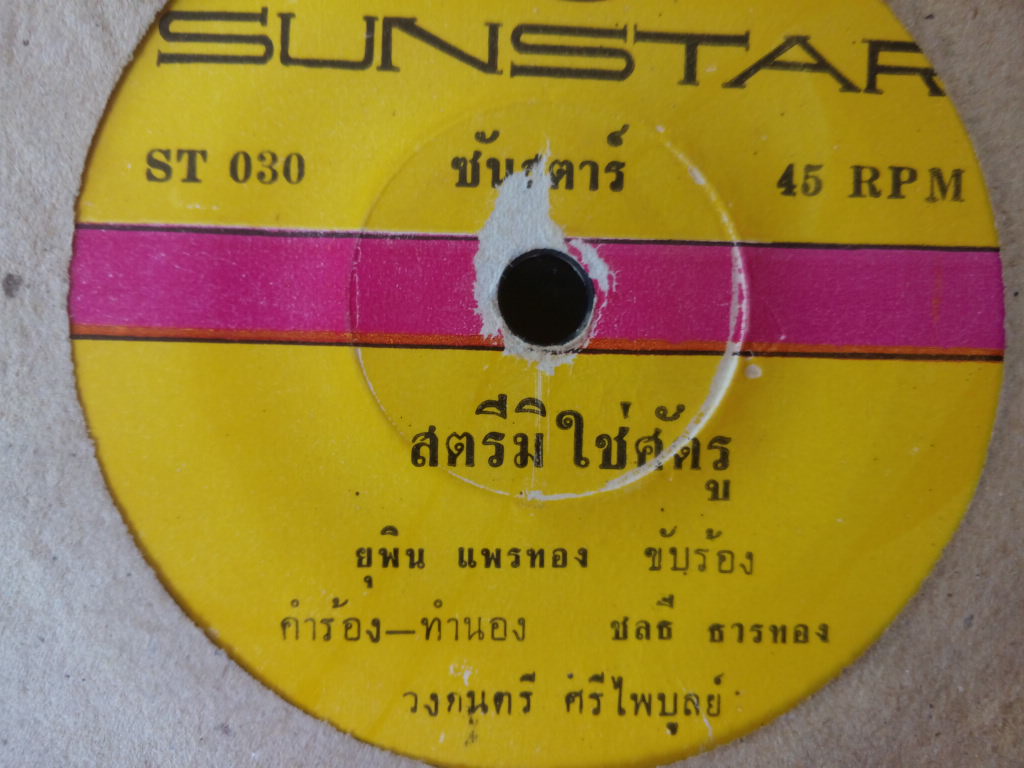 SUNSTAR
ST 030 ซันสตาร์ 45 RPM
สตรีมิใช่ศัตรู
ยุพิน แพรทอง ขับร้อง
คำร้อง—ทำนอง ชลธี ธารทอง
วงดนตรี ศรีไพบูลย์